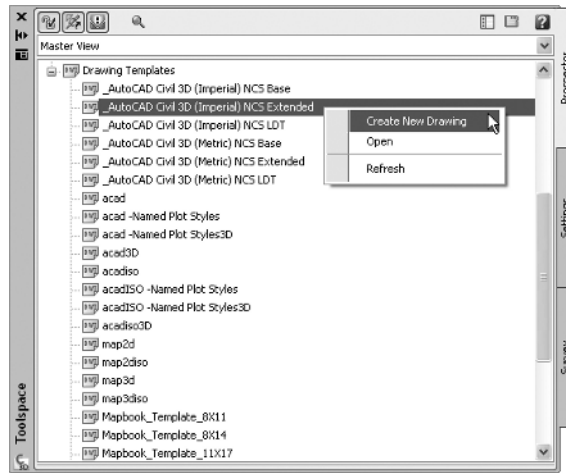 Master View
Drawing Templates
_AutoCAD Civil 3D (Imperial) NCS Base
_AutoCAD Civil 3D (Imperial) NCS Extended
_AutoCAD Civil 3D (Imperial) NCS LDT
_AutoCAD Civil 3D (Metric) NCS Base
_AutoCAD Civil 3D (Metric) NCS Extended
_AutoCAD Civil 3D (Metric) NCS LDT
acad
acad -Named Plot Styles
acad -Named Plot Styles3D
acad3D
acadiso
acadISO -Named Plot Styles
acadISO -Named Plot Styles3D
acadiso3D
map2d
map2diso
map3d
map3diso
Mapbook_Template_8X11
Mapbook_Template_8X14
Mapbook_Template_11X17
Create New Drawing
Open
Refresh
Prospector
Settings
Survey
Toolspace